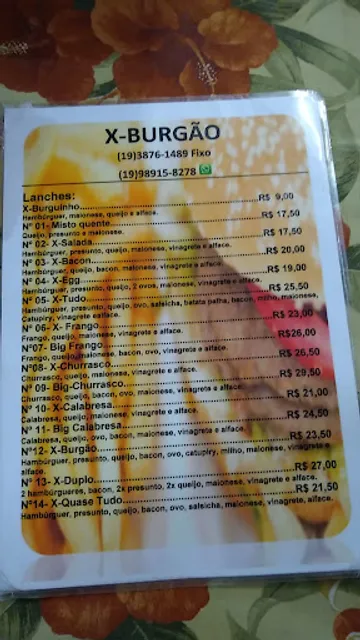 X-BURGÃO
(19)3876-1489 Fixo
(19)98915-8278
Lanches:
X-Burguinho R$ 9,00
Hambúrguer, maionese, queijo e alface.
Nº 01- Misto quente R$ 17,50
Queijo, presunto e maionese.
Nº 02- X-Salada R$ 17,50
Hambúrguer, presunto, queijo, maionese, vinagrete e alface.
Nº 03- X-Bacon R$ 20,00
Hambúrguer, queijo, bacon, maionese, vinagrete e alface.
Nº 04- X-Egg R$ 19,00
Hambúrguer, presunto, queijo, 2 ovos, maionese, vinagrete e alface.
Nº 05- X-Tudo R$ 25,50
Hambúrguer, presunto, queijo, ovo, salsicha, batata palha, bacon, milho, maionese,
Catupiry, vinagrete e alface.
Nº 06- X- Frango R$ 23,00
Frango, queijo, maionese, vinagrete e alface.
Nº07- Big Frango R$26,00
Frango, queijo, maionese, bacon, ovo, vinagrete e alface.
Nº08- X-Churrasco R$ 26,50
Churrasco, queijo, maionese, vinagrete e alface.
Nº 09- Big-Churrasco R$ 29,50
Churrasco, queijo, bacon, ovo, maionese, vinagrete e alface.
Nº 10- X-Calabresa R$ 21,00
Calabresa, queijo, maionese, vinagrete e alface.
Nº 11- Big Calabresa R$ 24,50
Calabresa, queijo, ovo, bacon, maionese, vinagrete e alface.
Nº12- X-Burgão R$ 23,50
Hambúrguer, presunto, queijo, bacon, ovo, catupiry, milho, maionese, vinagrete e
alface.
Nº 13- X-Duplo R$ 27,00
2 hambúrgueres, bacon, 2x presunto, 2x queijo, maionese, vinagrete e alface.
Nº14- X-Quase Tudo R$ 21,50
Hambúrguer, presunto, queijo, bacon, ovo, salsicha, maionese, vinagrete, alface.